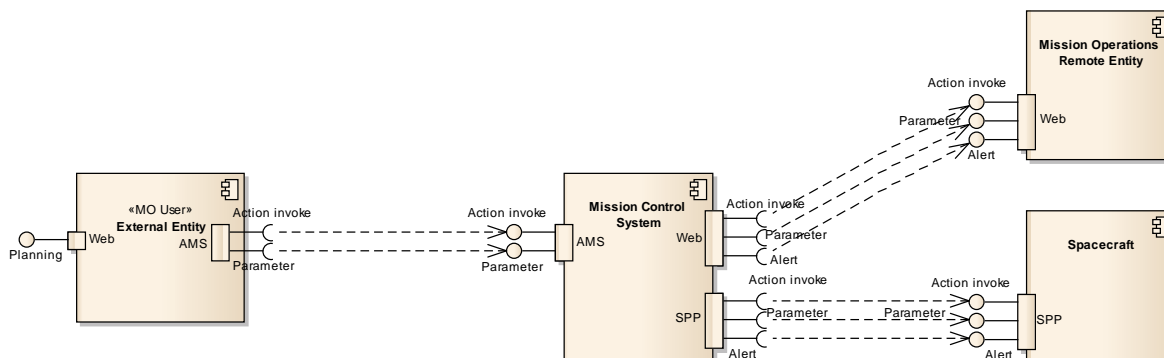 Mission Operations
Remote Entity
Action invoke
Parameter
Web
Alert
«MO User»
External Entity
Web
AMS
Planning
Action invoke
Parameter
Action invoke
Parameter
Mission Control
System
AMS
Web
Action invoke
Parameter
Alert
SPP
Action invoke
Parameter
Alert
Spacecraft
Action invoke
Parameter
SPP
Alert